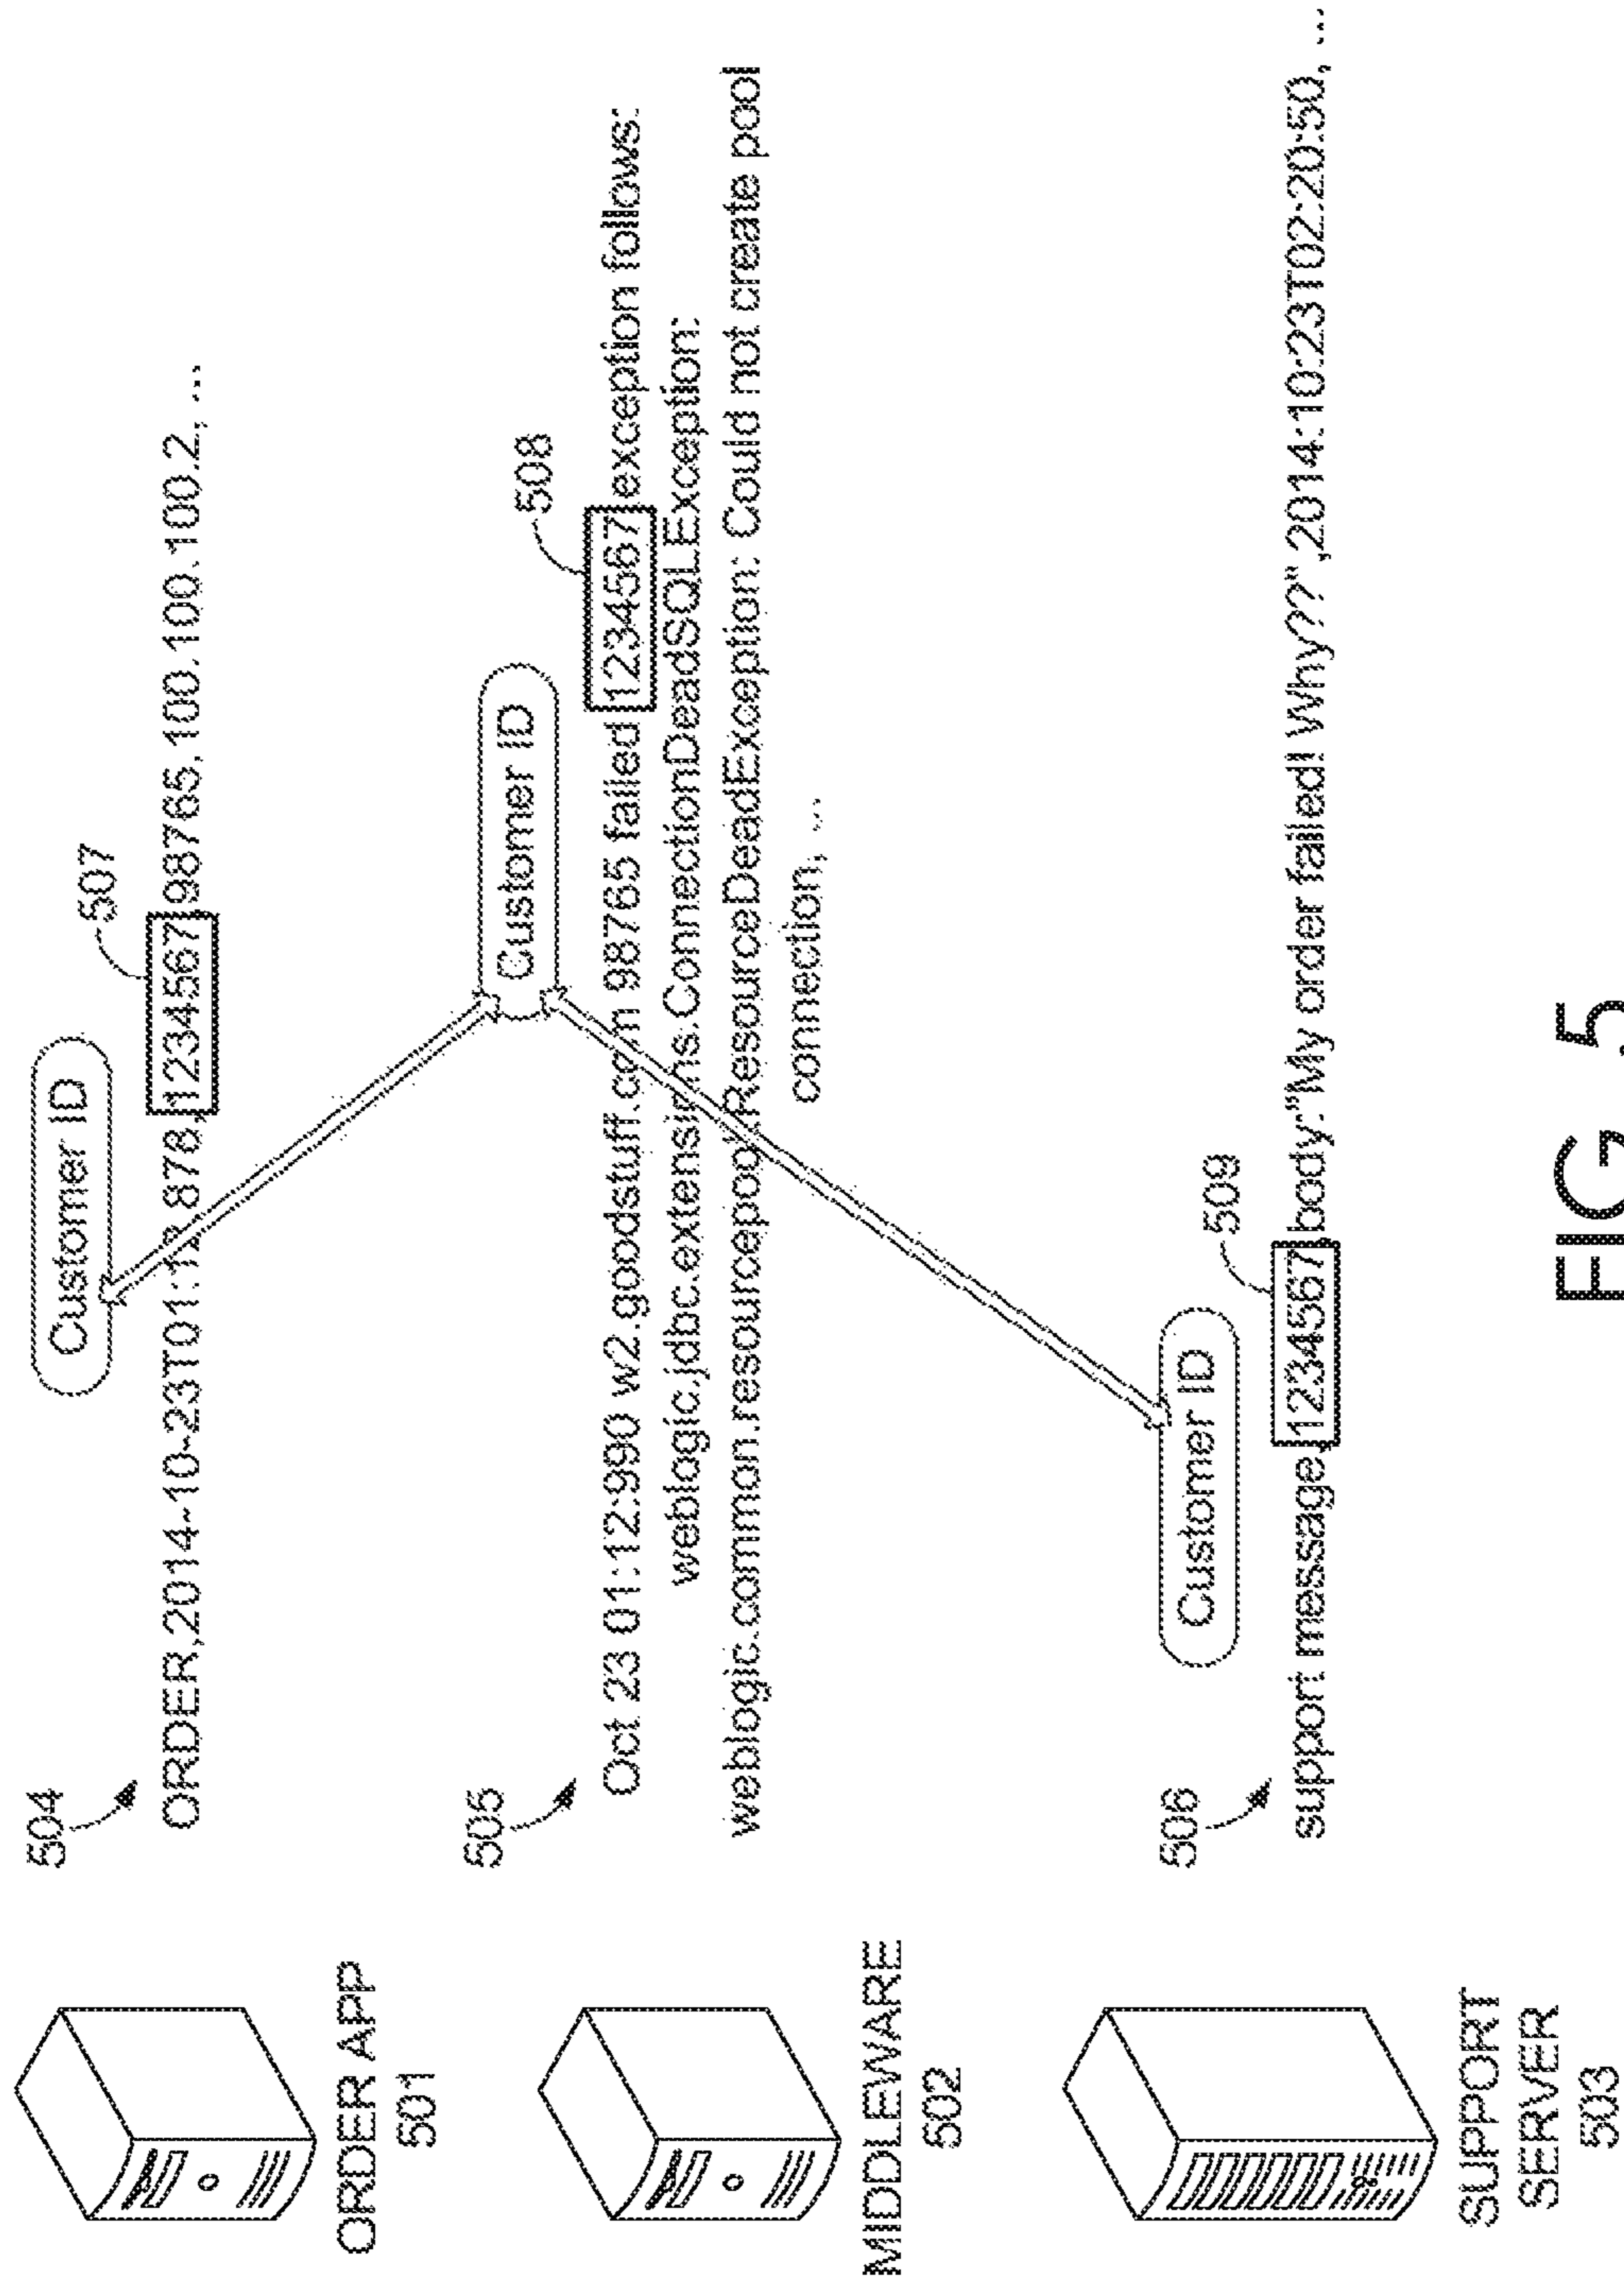 504
Customer ID
507
ORDER,2014-10-23T01:12.878,1234567,98765,100.100.100.2, ...
ORDER APP
501
505
Customer ID
508
Oct 23 01:12:990 w2.goodstuff.com 98765 failed 1234567 exception follows:
weblogic.jdbc.extensions.ConnectionDeadSQLException:
weblogic.common.resourcepool.ResourceDeadException: Could not create pool
connection, ...
MIDDLEWARE
502
506
Customer ID
509
support message,1234567,body:"My order failed! Why??",2014:10:23T02:20:50, ...
SUPPORT
SERVER
503
FIG. 5